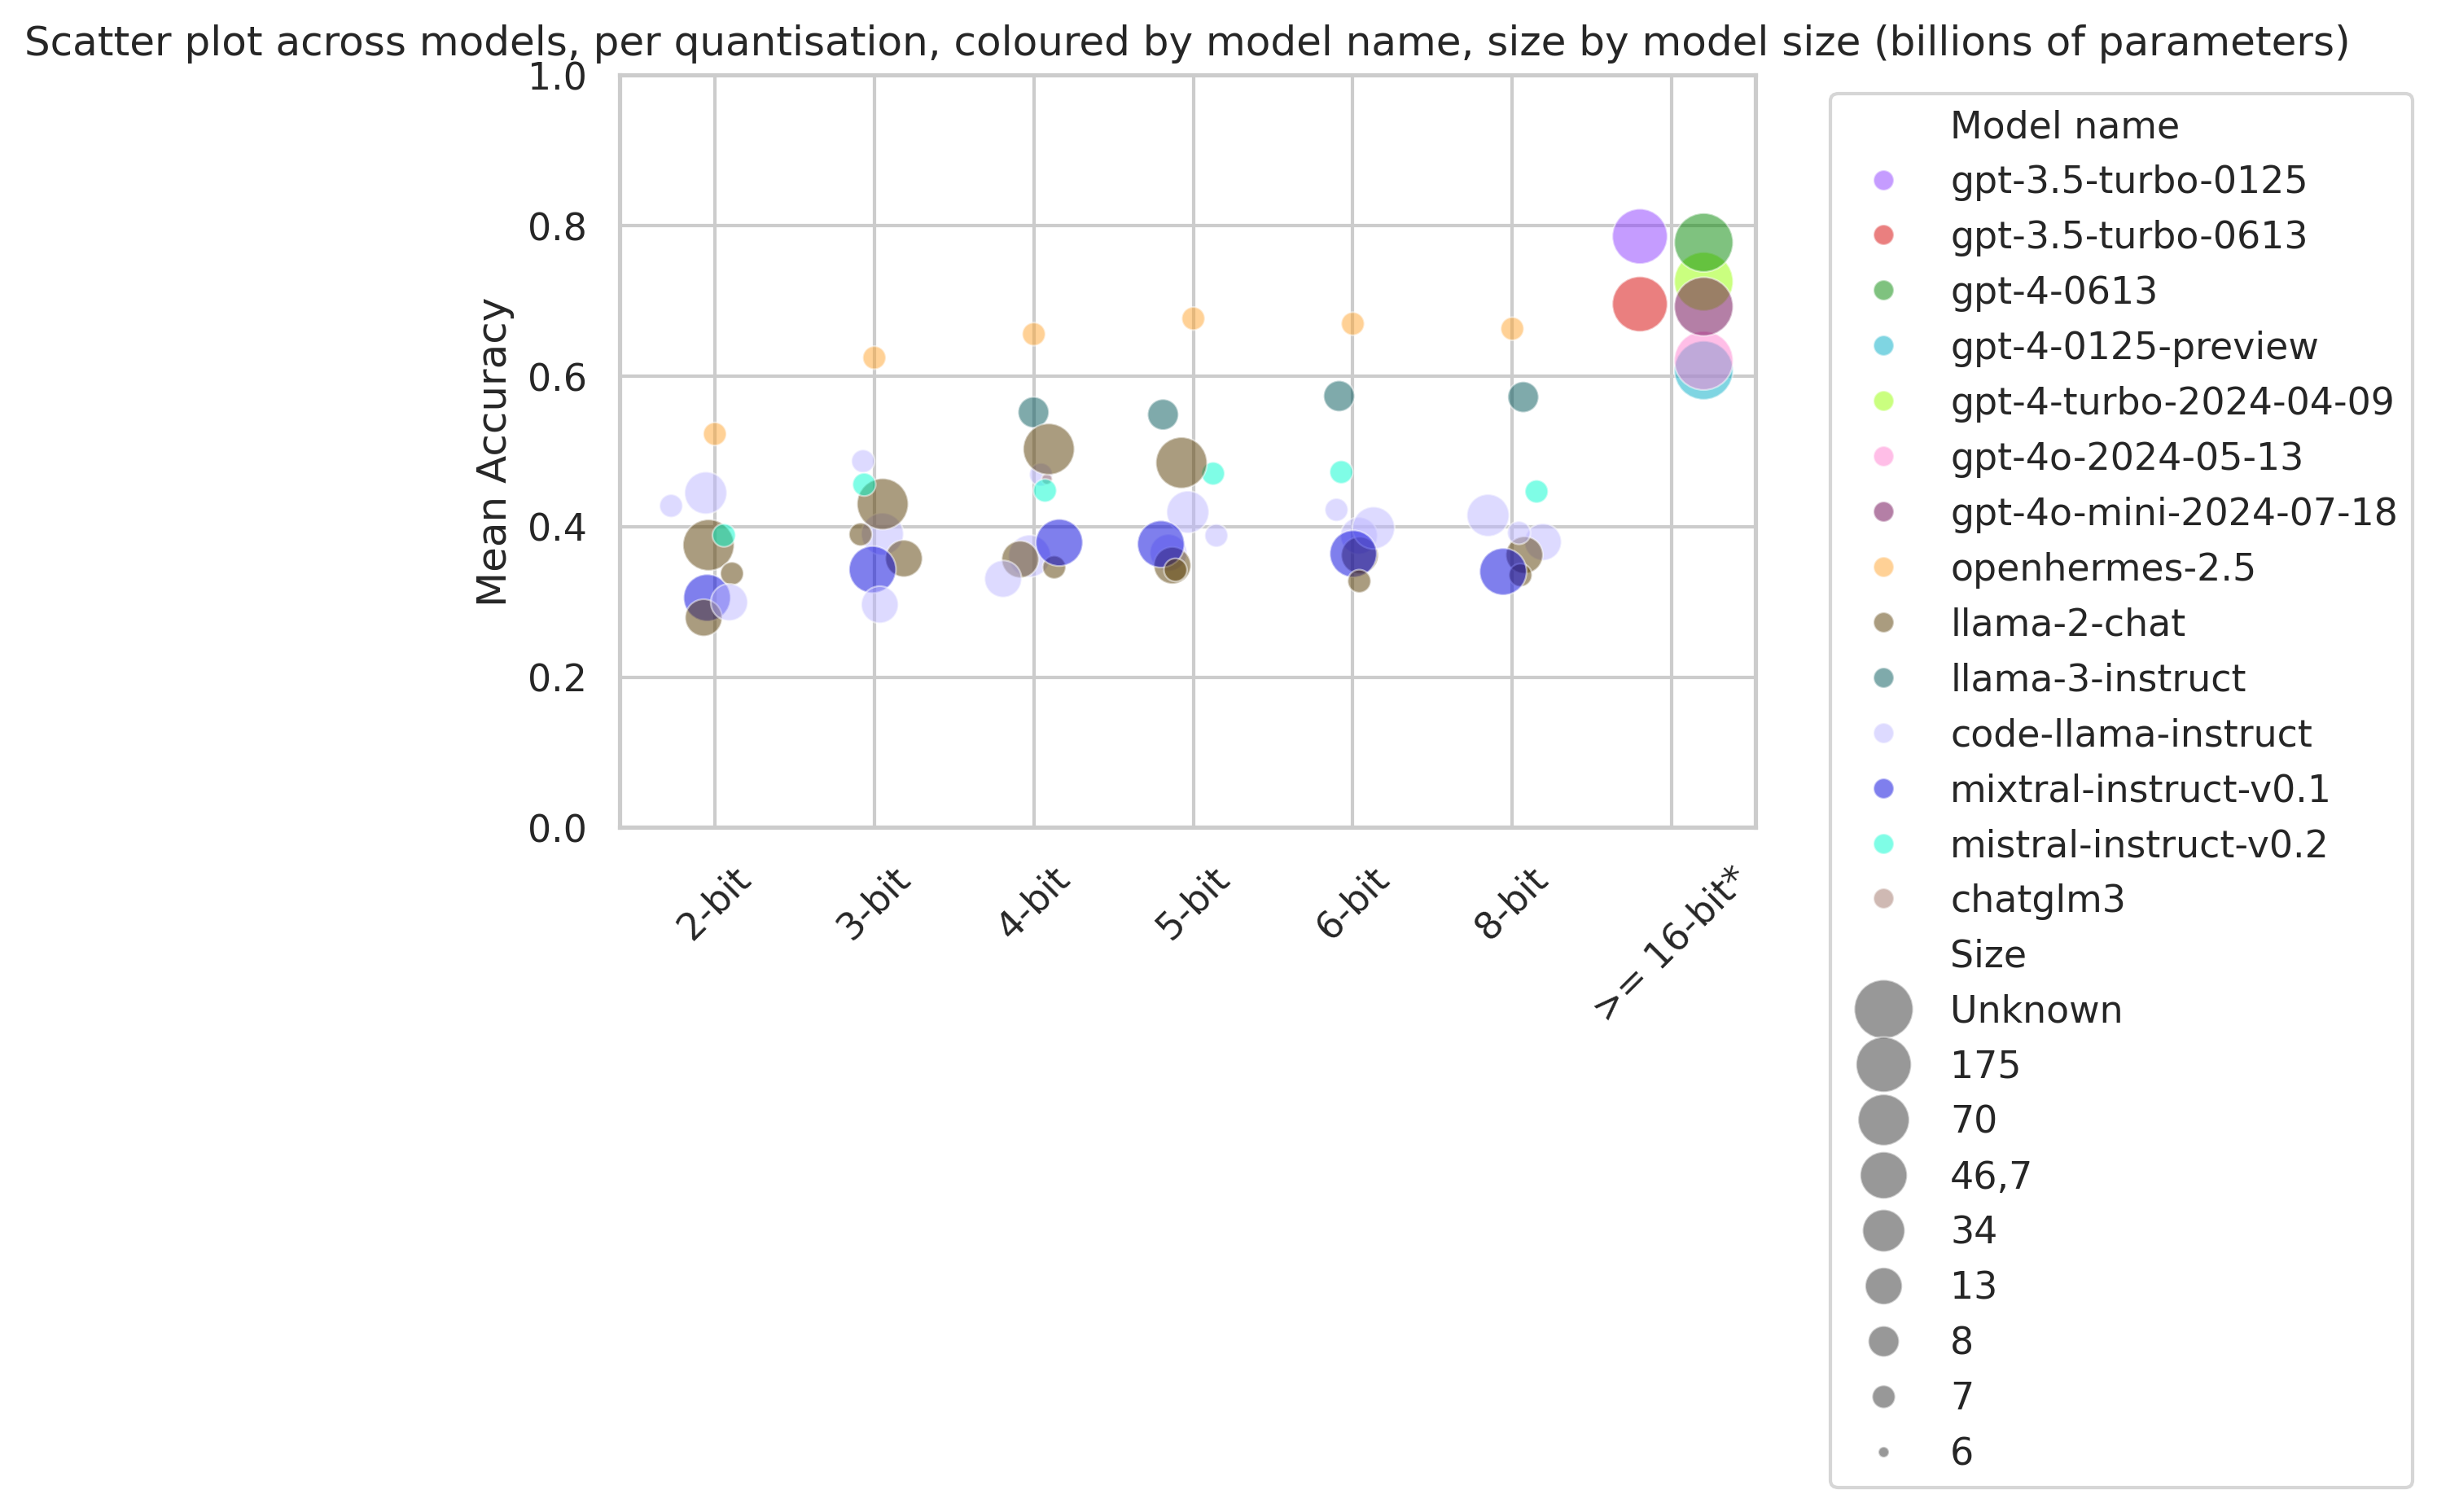 Scatter plot across models, per quantisation, coloured by model name, size by model size (billions of parameters)
Mean Accuracy
1.0
0.8
0.6
0.4
0.2
0.0
2-bit
3-bit
4-bit
5-bit
6-bit
8-bit
>= 16-bit*
Model name
gpt-3.5-turbo-0125
gpt-3.5-turbo-0613
gpt-4-0613
gpt-4-0125-preview
gpt-4-turbo-2024-04-09
gpt-4o-2024-05-13
gpt-4o-mini-2024-07-18
openhermes-2.5
llama-2-chat
llama-3-instruct
code-llama-instruct
mixtral-instruct-v0.1
mistral-instruct-v0.2
chatglm3
Size
Unknown
175
70
46,7
34
13
8
7
6